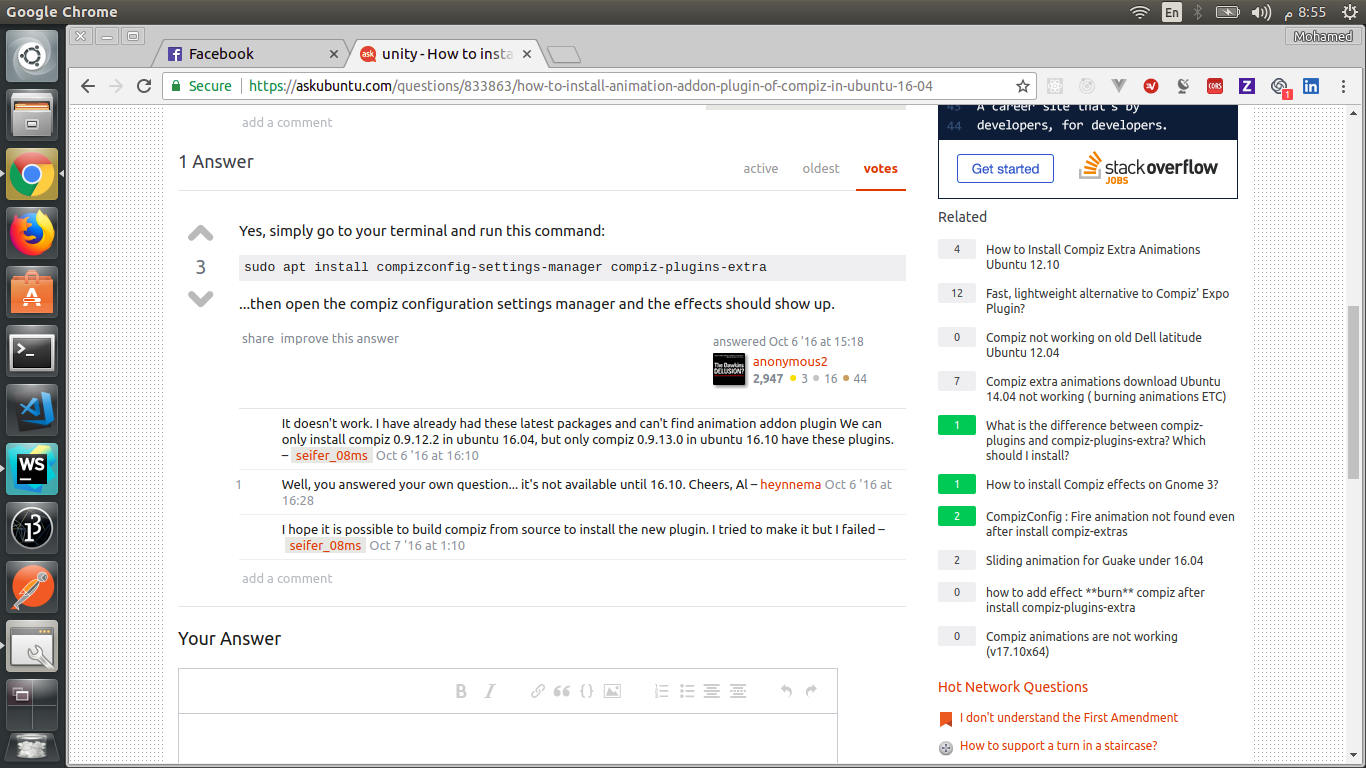 Google Chrome
En
8:55 م
Mohamed
Facebook
ask
unity - How to insta
Secure
https://askubuntu.com/questions/833863/how-to-install-animation-addon-plugin-of-compiz-in-ubuntu-16-04
CORS
Z
1
in
add a comment
1 Answer
active
oldest
votes
Yes, simply go to your terminal and run this command:
3
sudo apt install compizconfig-settings-manager compiz-plugins-extra
...then open the compiz configuration settings manager and the effects should show up.
share improve this answer
answered Oct 6 '16 at 15:18
The Dawkins
DELUSION?
anonymous2
2,947 3 16 44
It doesn't work. I have already had these latest packages and can't find animation addon plugin We can
only install compiz 0.9.12.2 in ubuntu 16.04, but only compiz 0.9.13.0 in ubuntu 16.10 have these plugins.
– seifer_08ms Oct 6 '16 at 16:10
1 Well, you answered your own question... it's not available until 16.10. Cheers, Al – heynnema Oct 6 '16 at
16:28
I hope it is possible to build compiz from source to install the new plugin. I tried to make it but I failed –
seifer_08ms Oct 7 '16 at 1:10
add a comment
Your Answer
B I
A career site that's by
44 developers, for developers.
Get started
stackoverflow
JOBS
Related
4 How to Install Compiz Extra Animations
Ubuntu 12.10
12 Fast, lightweight alternative to Compiz' Expo
Plugin?
0 Compiz not working on old Dell latitude
Ubuntu 12.04
7 Compiz extra animations download Ubuntu
14.04 not working ( burning animations ETC)
1 What is the difference between compiz-
plugins and compiz-plugins-extra? Which
should I install?
1 How to install Compiz effects on Gnome 3?
2 CompizConfig : Fire animation not found even
after install compiz-extras
2 Sliding animation for Guake under 16.04
0 how to add effect **burn** compiz after
install compiz-plugins-extra
0 Compiz animations are not working
(v17.10x64)
Hot Network Questions
I don't understand the First Amendment
How to support a turn in a staircase?
WS